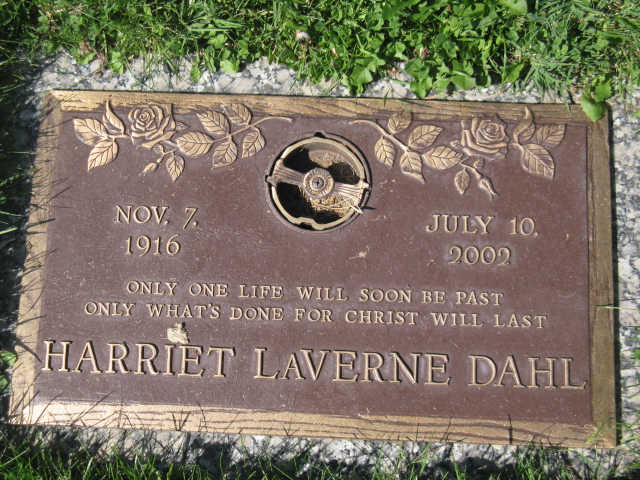 NOV. 7, 1916
JULY 10, 2002
ONLY ONE LIFE WILL SOON BE PAST
ONLY WHAT'S DONE FOR CHRIST WILL LAST
HARRIET LAVERNE DAHL